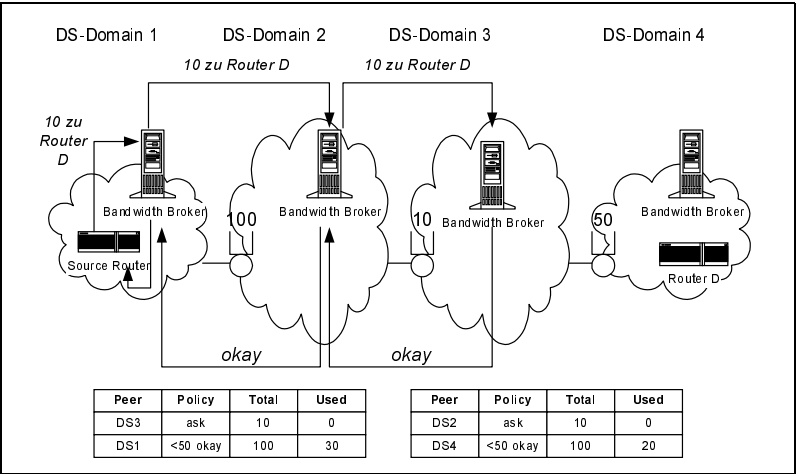 DS-Domain 1 DS-Domain 2 DS-Domain 3 DS-Domain 4
10 zu Router D 10 zu Router D
10 zu
Router
D
Bandwidth Broker 100 Bandwidth Broker 10 Bandwidth Broker 50 Bandwidth Broker
Source Router Router D
okay okay
Peer Policy Total Used
DS3 ask 10 0
DS1 <50 okay 100 30
Peer Policy Total Used
DS2 ask 10 0
DS4 <50 okay 100 20